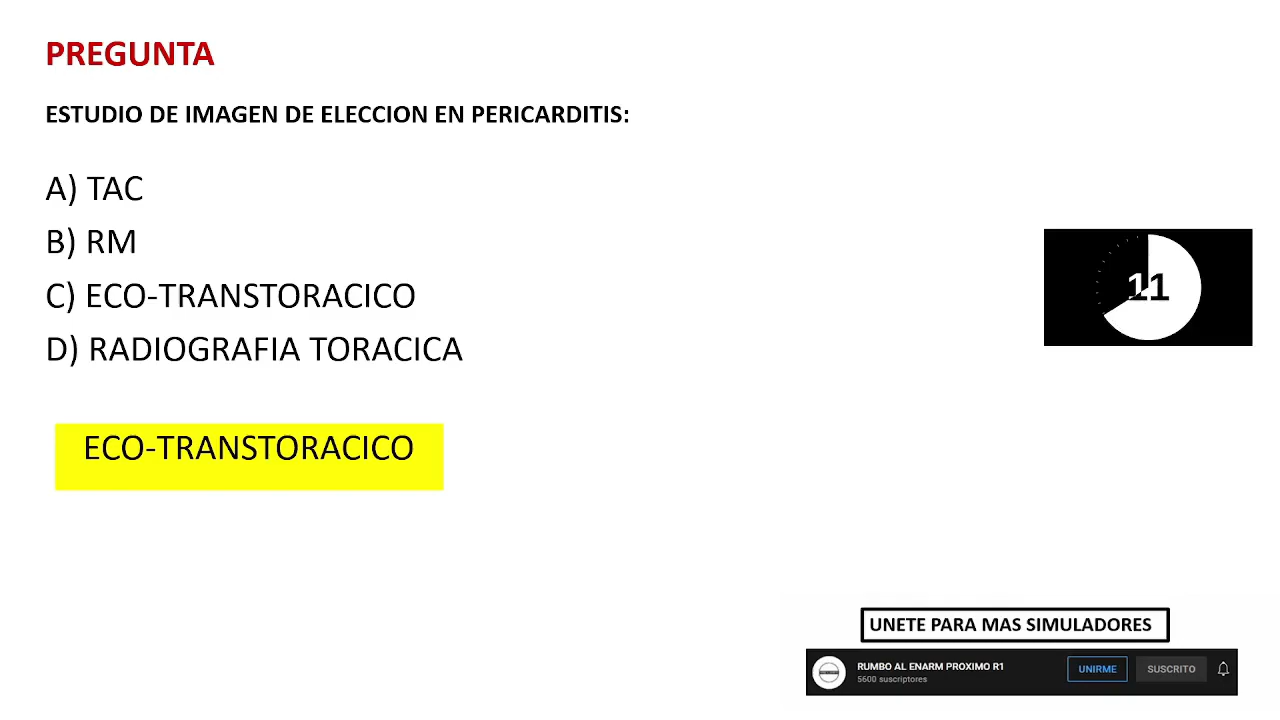 PREGUNTA
ESTUDIO DE IMAGEN DE ELECCION EN PERICARDITIS:
A) TAC
B) RM
C) ECO-TRANSTORACICO
D) RADIOGRAFIA TORACICA
11
ECO-TRANSTORACICO
UNETE PARA MAS SIMULADORES
RUMBO AL ENARM PROXIMO R1
5600 suscriptores
UNIRME
SUSCRITO